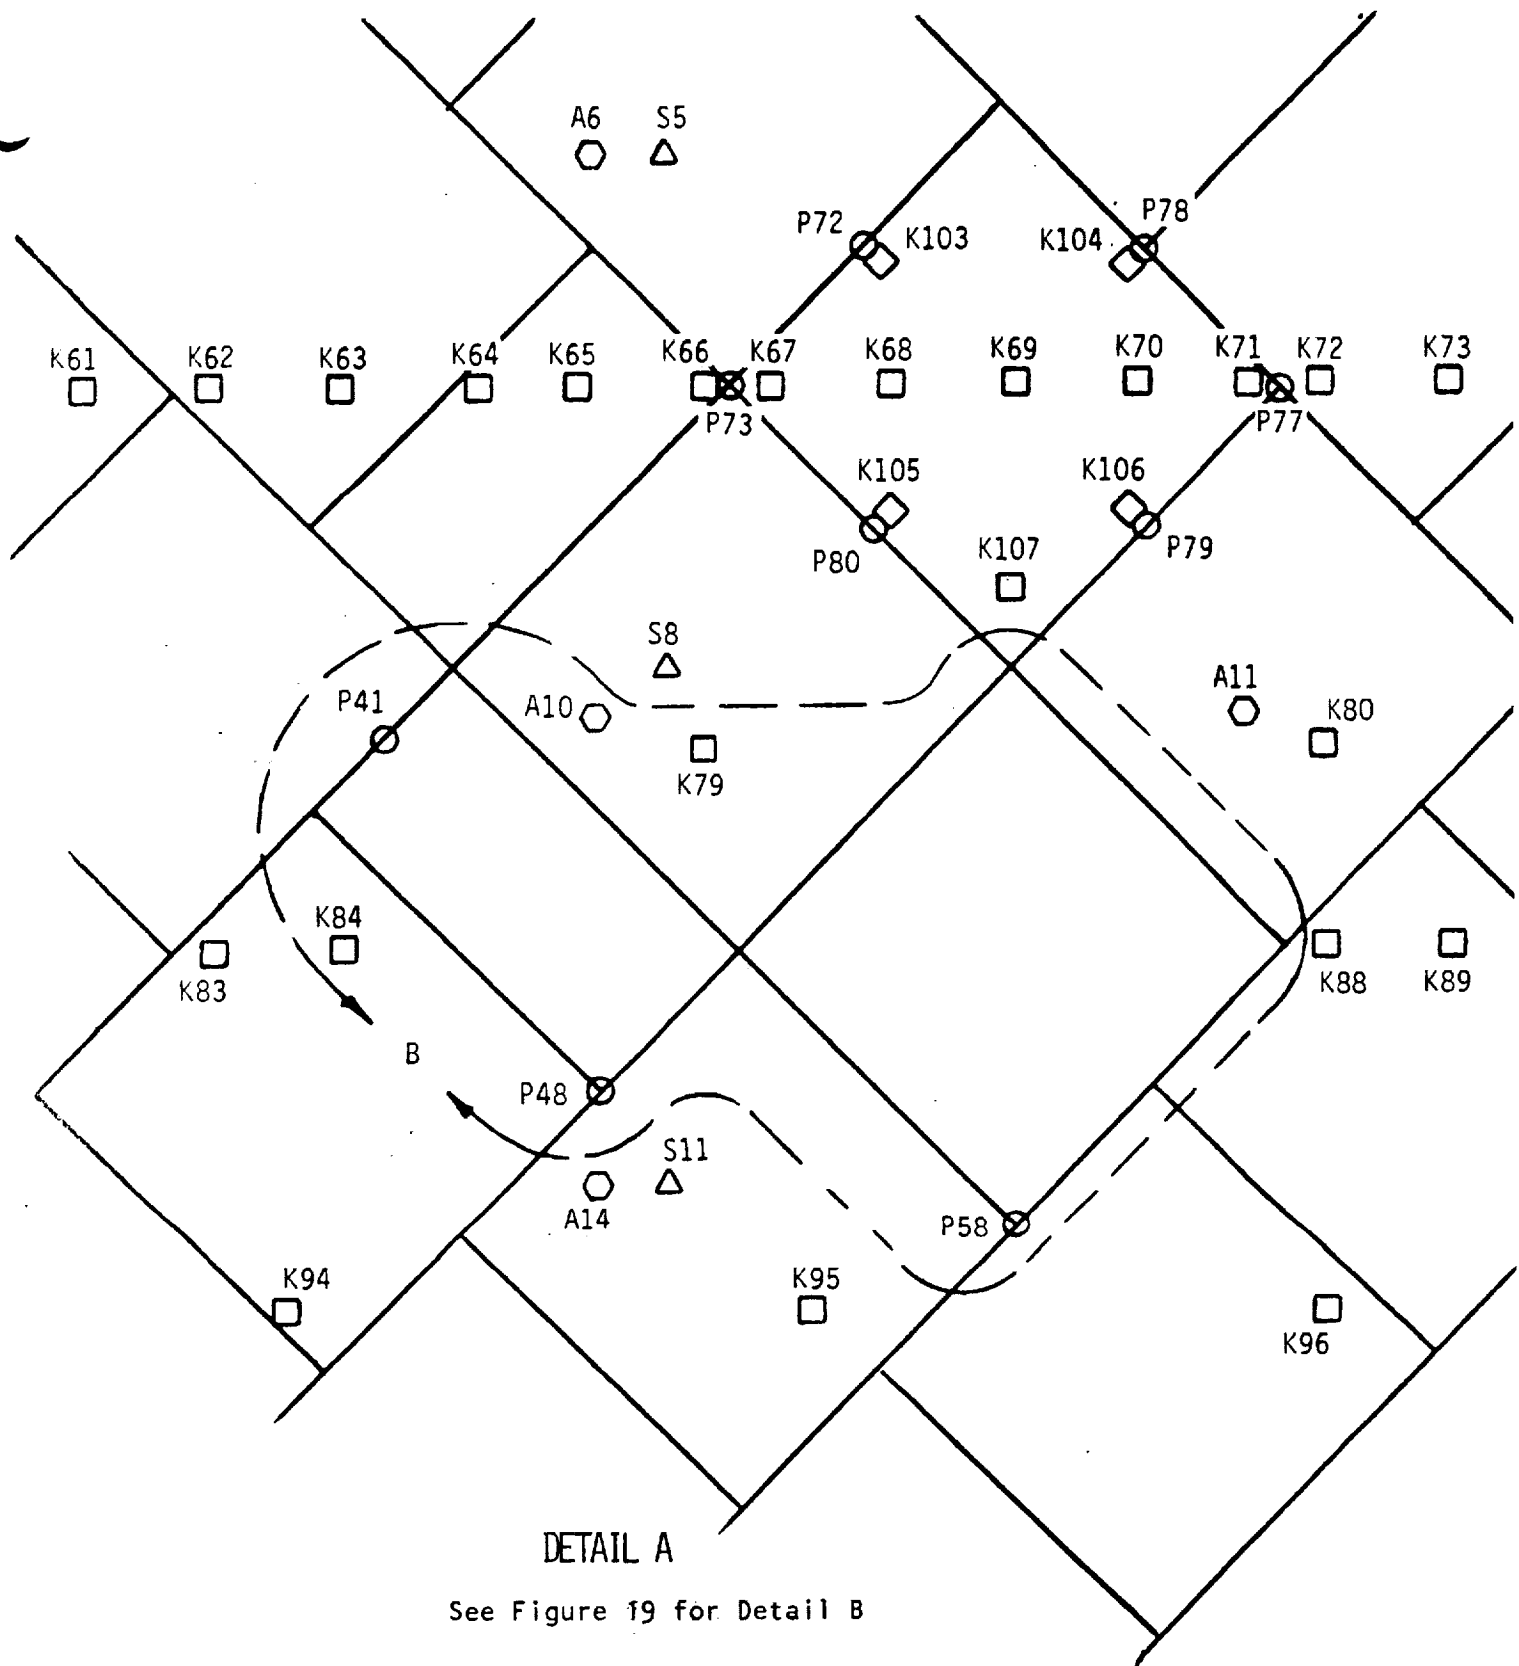 A6 S5
P78
P72 K103 K104
K61 K62 K63 K64 K65 K66 K67 K68 K69 K70 K71 K72 K73
P73 P77
K105 K106
P80 K107 P79
S8
P41 A10 A11 K80
K79
K84
K83 K88 K89
B
P48
S11
A14
P58
K94 K95
K96
DETAIL A
See Figure 19 for Detail B